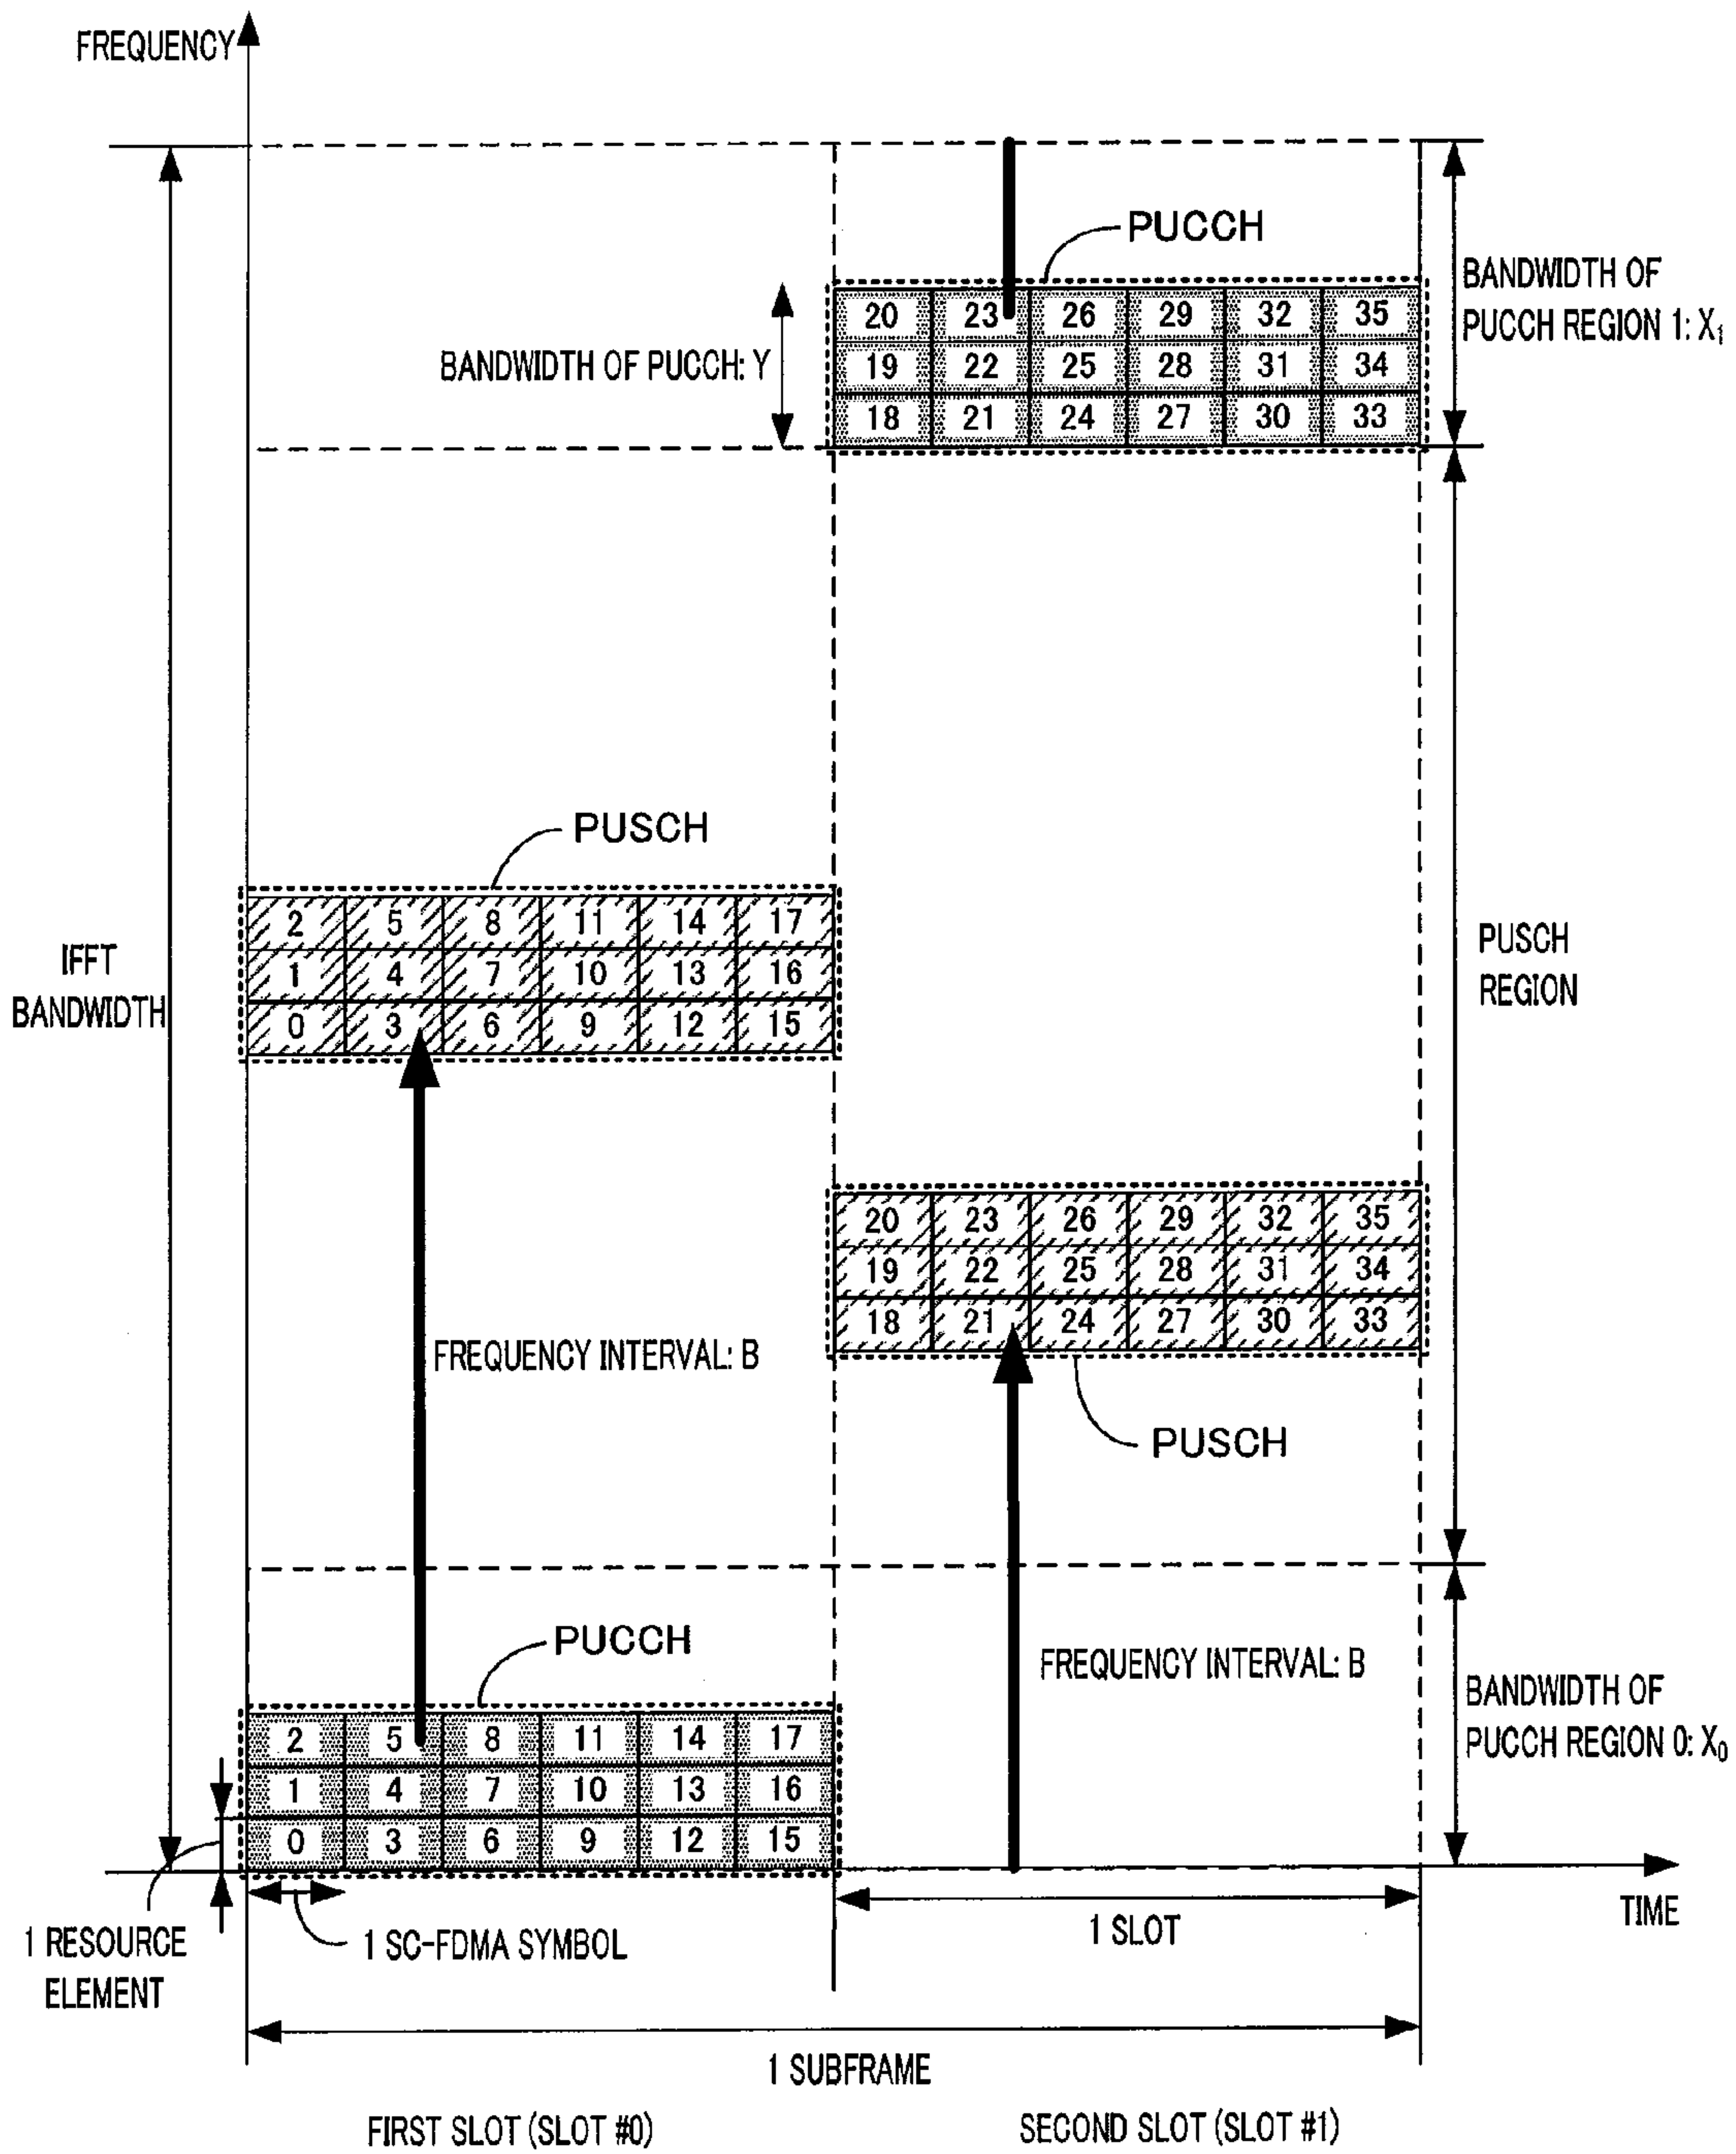 FREQUENCY
PUCCH
BANDWIDTH OF
PUCCH REGION 1: X1
BANDWIDTH OF PUCCH: Y
20 23 26 29 32 35
19 22 25 28 31 34
18 21 24 27 30 33
PUSCH
2 5 8 11 14 17
1 4 7 10 13 16
0 3 6 9 12 15
IFFT
BANDWIDTH
PUSCH
REGION
20 23 26 29 32 35
19 22 25 28 31 34
18 21 24 27 30 33
FREQUENCY INTERVAL: B
PUSCH
PUCCH
FREQUENCY INTERVAL: B
BANDWIDTH OF
PUCCH REGION 0: X0
2 5 8 11 14 17
1 4 7 10 13 16
0 3 6 9 12 15
TIME
1 RESOURCE
ELEMENT
1 SC-FDMA SYMBOL
1 SLOT
1 SUBFRAME
FIRST SLOT (SLOT #0)
SECOND SLOT (SLOT #1)